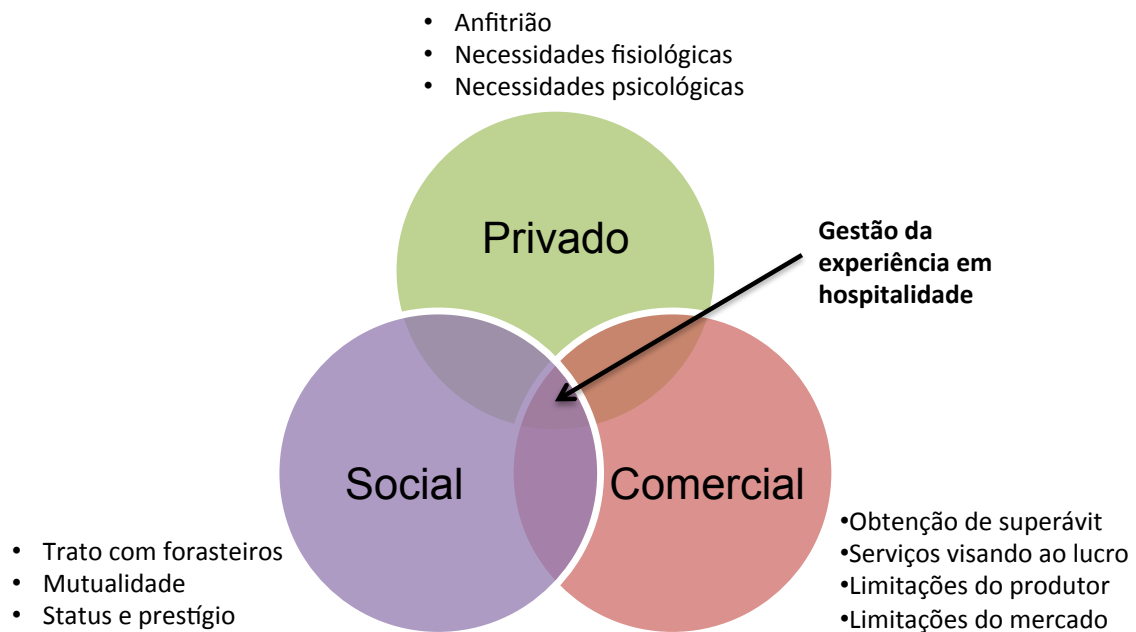 • Anfitrião
• Necessidades fisiológicas
• Necessidades psicológicas
Privado
Gestão da
experiência em
hospitalidade
Social
Comercial
• Trato com forasteiros
• Mutualidade
• Status e prestígio
•Obtenção de superávit
•Serviços visando ao lucro
•Limitações do produtor
•Limitações do mercado